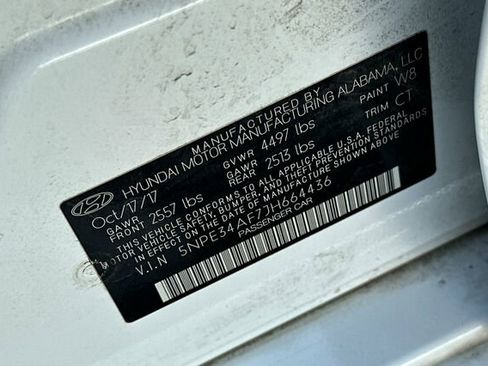 MANUFACTURED BY
HYUNDAI MOTOR MANUFACTURING ALABAMA, LLC
Oct/17/17 GVWR 4497 lbs PAINT W8
GAWR FRONT 2557 lbs GAWR REAR 2513 lbs TRIM CT
THIS VEHICLE CONFORMS TO ALL APPLICABLE U.S.A. FEDERAL
MOTOR VEHICLE SAFETY, BUMPER, AND THEFT PREVENTION STANDARDS
IN EFFECT ON THE DATE OF MANUFACTURE SHOWN ABOVE.
V.I.N 5NPE34AF7JH664436
PASSENGER CAR